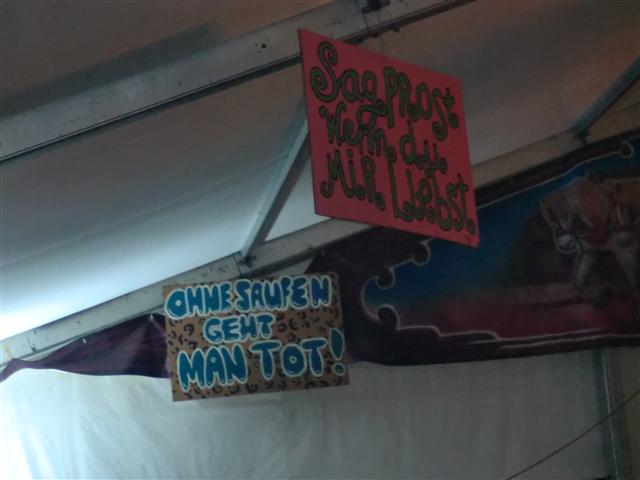 Sag PROSt
Wenn du
MiR Liebst
OHNE SAUFEN
GEHT
MAN TOT!